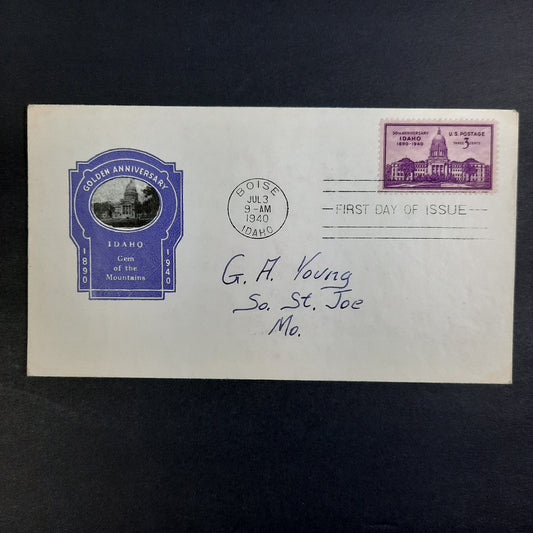 GOLDEN ANNIVERSARY
IDAHO
1890
Gem
of the
Mountains
1940
BOISE
JUL 3
9-AM
1940
IDAHO
50TH ANNIVERSARY
IDAHO
1890-1940
U.S. POSTAGE
THREE 3 CENTS
FIRST DAY OF ISSUE
G. A. Young
So. St. Joe
Mo.